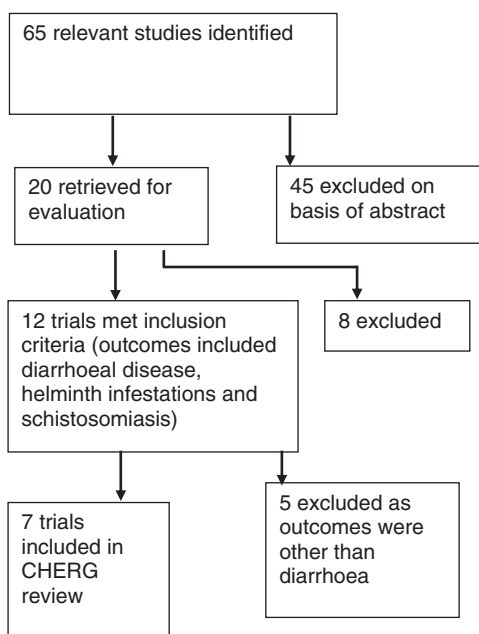 65 relevant studies identified
20 retrieved for
evaluation
45 excluded on
basis of abstract
12 trials met inclusion
criteria (outcomes included
diarrhoeal disease,
helminth infestations and
schistosomiasis)
8 excluded
7 trials
included in
CHERG
review
5 excluded as
outcomes were
other than
diarrhoea